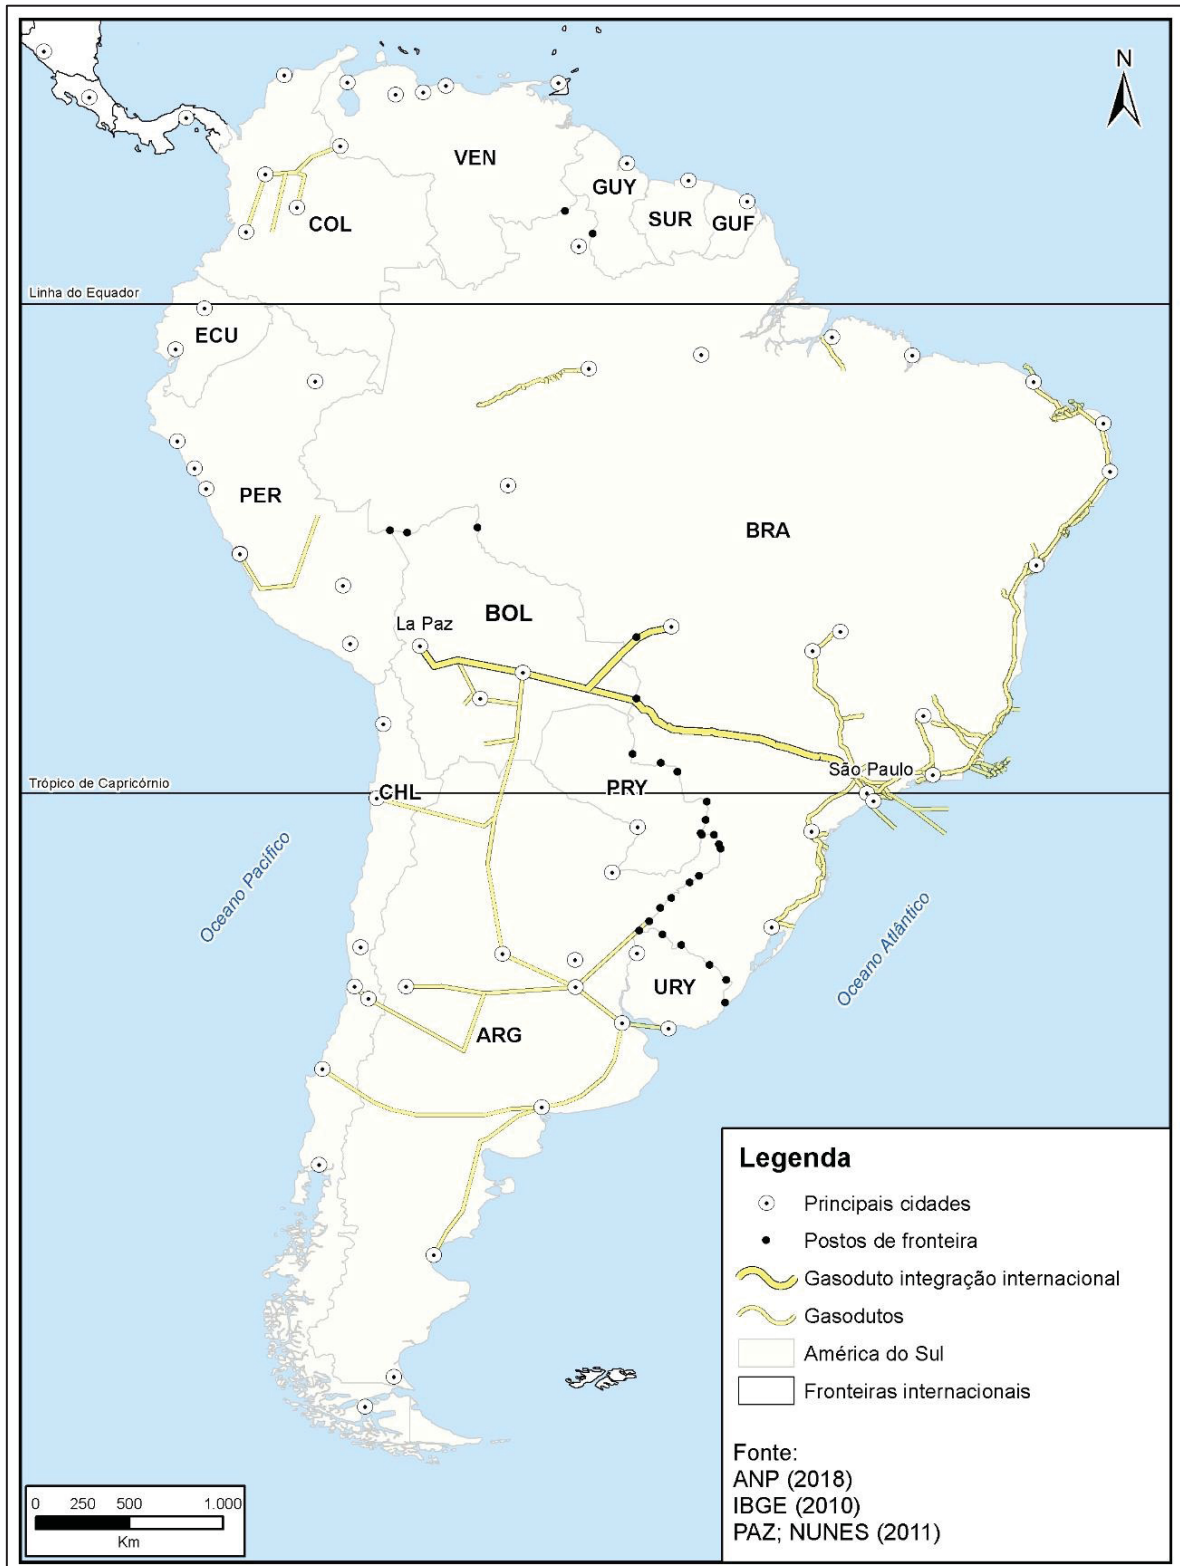 N
VEN
GUY
SUR
GUF
COL
Linha do Equador
ECU
PER
BRA
BOL
La Paz
São Paulo
Trópico de Capricórnio
CHL
PRY
Oceano Pacífico
Oceano Atlântico
URY
ARG
Legenda
Principais cidades
Postos de fronteira
Gasoduto integração internacional
Gasodutos
América do Sul
Fronteiras internacionais
Fonte:
ANP (2018)
IBGE (2010)
PAZ; NUNES (2011)
0 250 500 1.000
Km